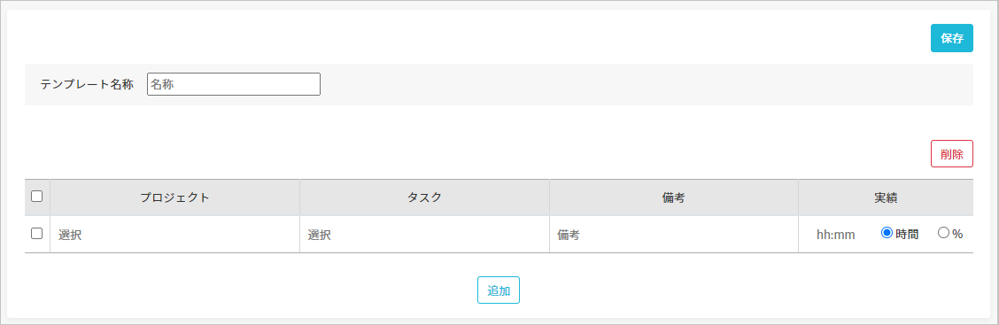 保存
テンプレート名称 名称
削除
プロジェクト タスク 備考 実績
選択 選択 備考 hh:mm 時間 %
追加